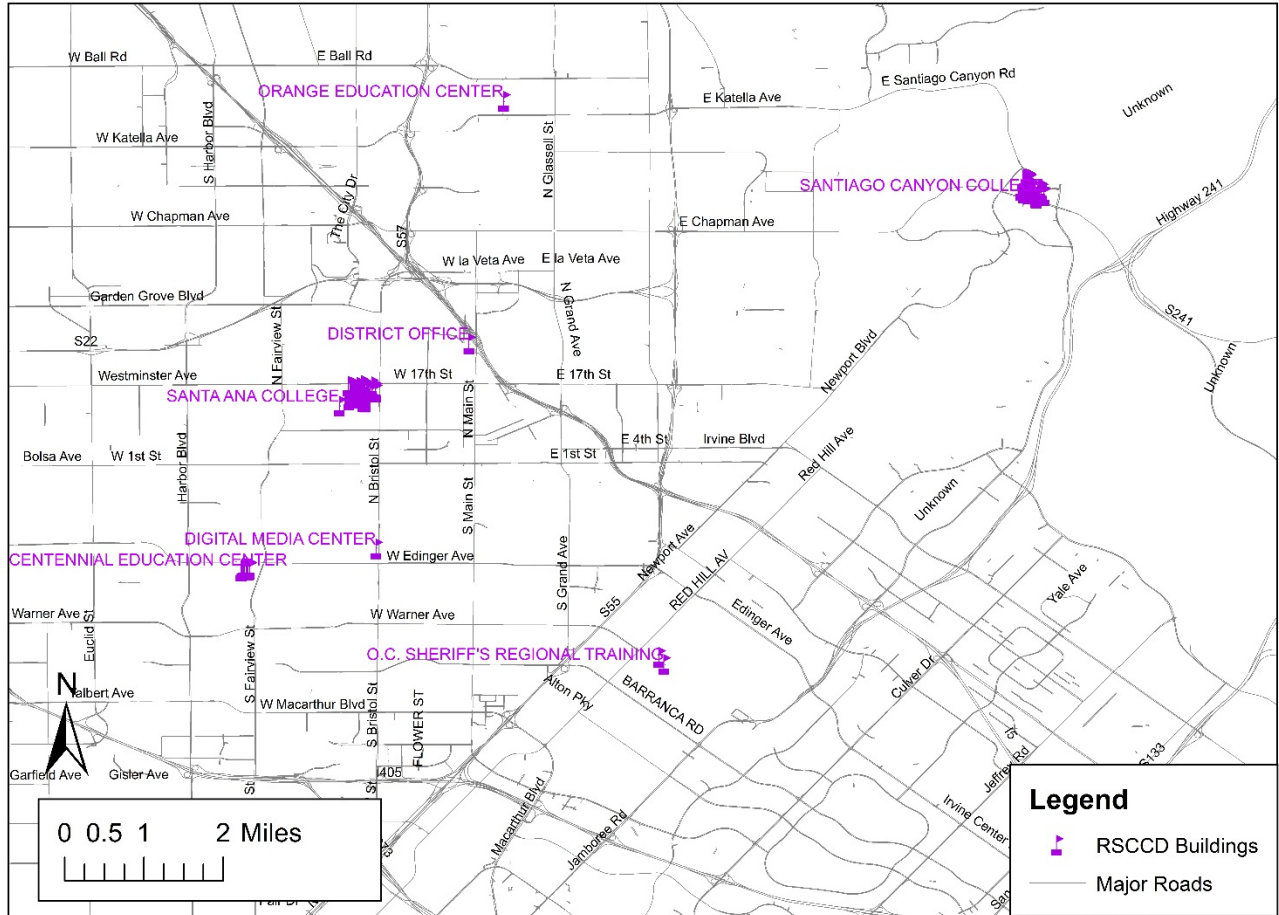 W Ball Rd
E Ball Rd
E Santiago Canyon Rd
ORANGE EDUCATION CENTER
E Katella Ave
Unknown
S Harbor Blvd
W Katella Ave
N Glassell St
The City Dr
SANTIAGO CANYON COLLE
Highway 241
W Chapman Ave
E Chapman Ave
S57
W la Veta Ave
E la Veta Ave
Garden Grove Blvd
N Grand Ave
S241
S22
N Fairview St
DISTRICT OFFICE
Newport Blvd
Unknown
Westminster Ave
W 17th St
E 17th St
SANTA ANA COLLEGE
N Main St
E 4th St
Irvine Blvd
Red Hill Ave
Bolsa Ave
W 1st St
E 1st St
Harbor Blvd
N Bristol St
S Main St
Unknown
DIGITAL MEDIA CENTER
CENTENNIAL EDUCATION CENTER
W Edinger Ave
Newport Ave
RED HILL AV
S Grand Ave
Yale Ave
Warner Ave
W Warner Ave
S55
Edinger Ave
Euclid St
S Fairview St
O.C. SHERIFF'S REGIONAL TRAINING
Culver Dr
N
Talbert Ave
W Macarthur Blvd
S Bristol St
FLOWER ST
Alton Pky
BARRANCA RD
I5
S133
Garfield Ave
Gisler Ave
I405
Jeffrey Rd
St
St
Macarthur Blvd
Jamboree Rd
Irvine Center
0 0.5 1 2 Miles
Legend
RSCCD Buildings
Major Roads